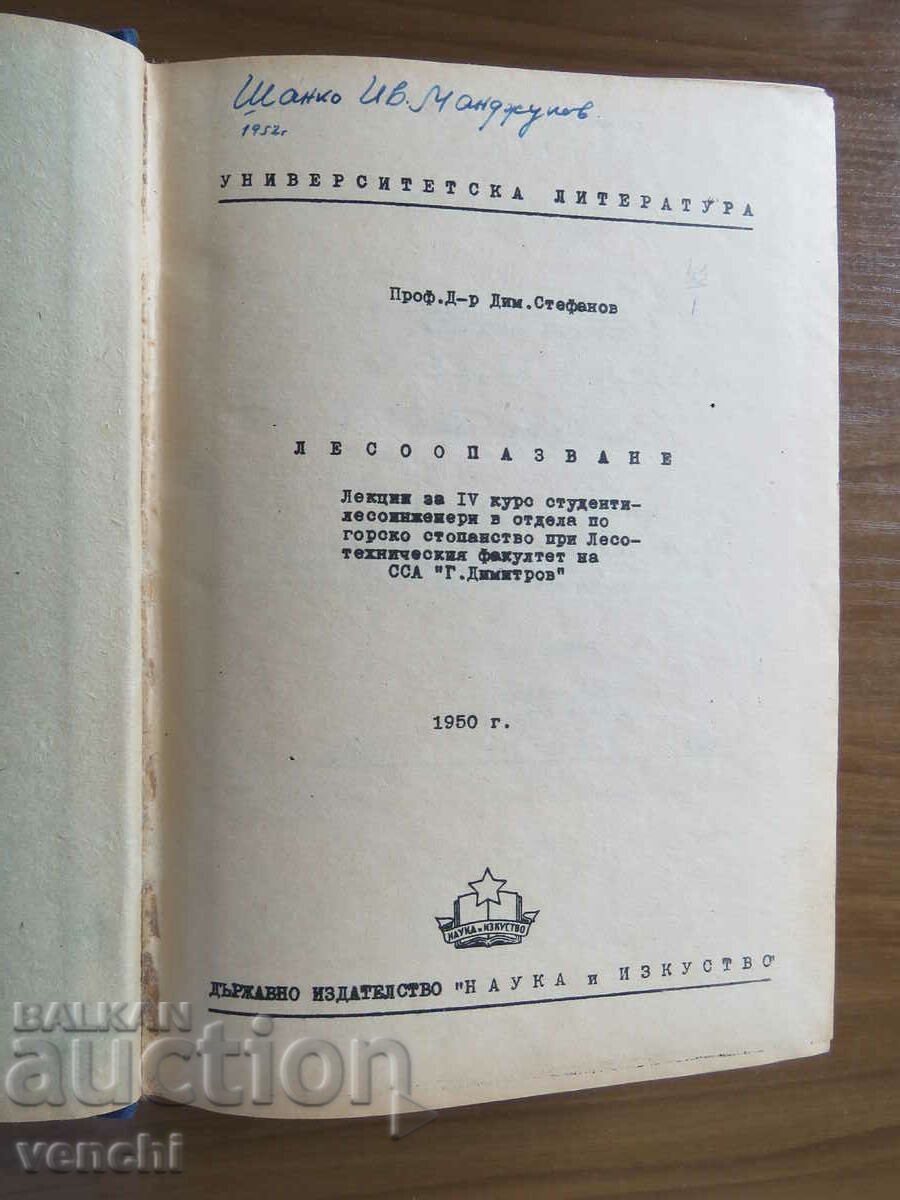 Шанко Ив. Манджуков
1952г
УНИВЕРСИТЕТСКА ЛИТЕРАТУРА
Проф.Д-р Дим.Стефанов
ЛЕСООПАЗВАНЕ
Лекции за IV курс студенти-
лесоинженери в отдела по
горско стопанство при Лесо-
техническия факултет на
ССА "Г.Димитров"
1950 г.
НАУКА и ИЗКУСТВО
ДЪРЖАВНО ИЗДАТЕЛСТВО "НАУКА и ИЗКУСТВО"
BALKAN
auction
venchi